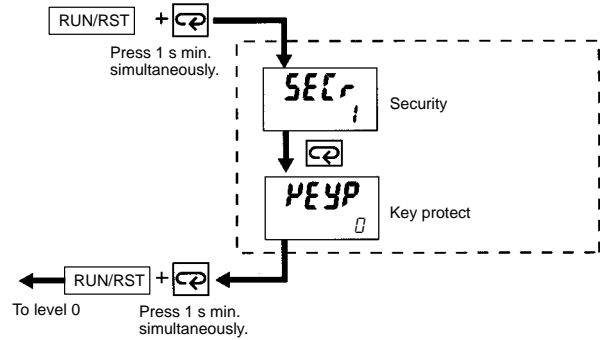 RUN/RST +
Press 1 s min.
simultaneously.
SECr
1
Security
KEYP
0
Key protect
RUN/RST +
To level 0
Press 1 s min.
simultaneously.